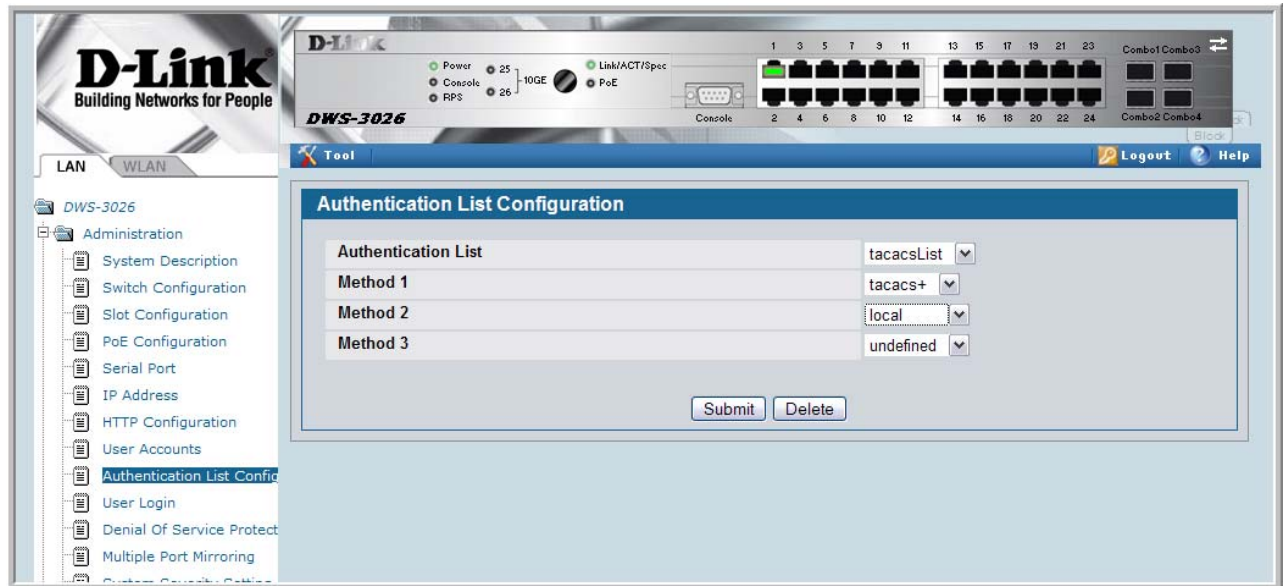 D-Link
Building Networks for People
D-Link
Power
Console
RPS
25
26
10GE
Link/ACT/Spec
PoE
DWS-3026
Console
1 3 5 7 9 11 13 15 17 19 21 23
2 4 6 8 10 12 14 16 18 20 22 24
Combo1 Combo3
Combo2 Combo4
Block
LAN
WLAN
Tool
Logout
Help
DWS-3026
Administration
System Description
Switch Configuration
Slot Configuration
PoE Configuration
Serial Port
IP Address
HTTP Configuration
User Accounts
Authentication List Config
User Login
Denial Of Service Protect
Multiple Port Mirroring
Authentication List Configuration
Authentication List tacacsList
Method 1 tacacs+
Method 2 local
Method 3 undefined
Submit Delete